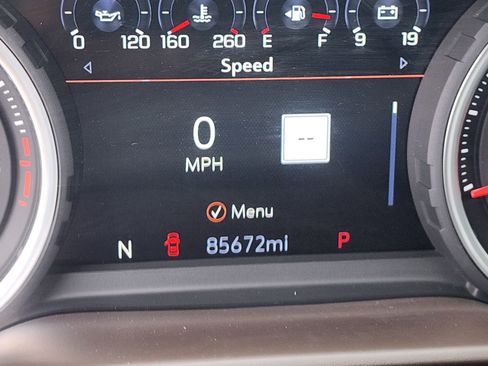 0 120 160 260 E F 9 19
Speed
0
MPH
--
Menu
N 85672mi P